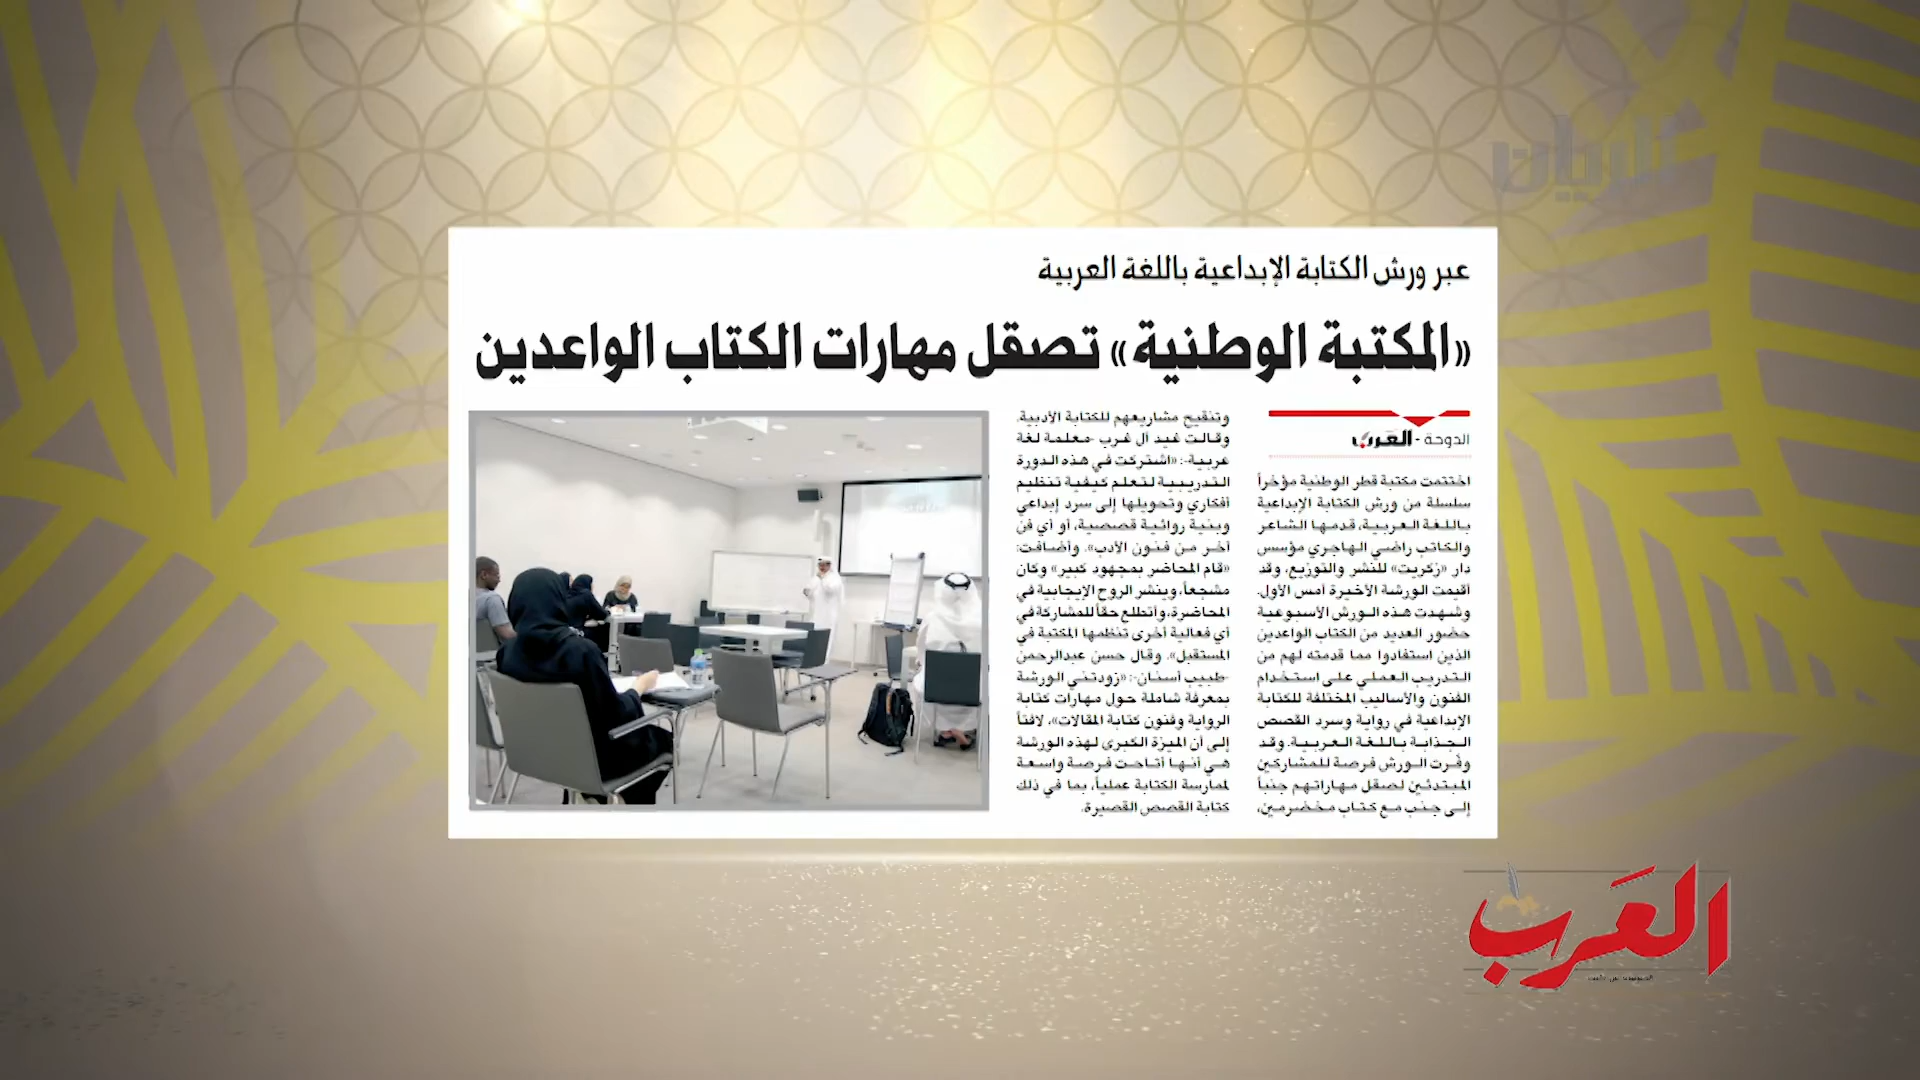 الريان
عبر ورش الكتابة الإبداعية باللغة العربية
«المكتبة الوطنية» تصقل مهارات الكتاب الواعدين
الدوحة - العرب
اختتمت مكتبة قطر الوطنية مؤخراً
سلسلة من ورش الكتابة الإبداعية
باللغة العربية، قدمها الشاعر
والكاتب راضي الهاجري مؤسس
دار «زكريت» للنشر والتوزيع، وقد
أقيمت الورشة الأخيرة أمس الأول.
وشهدت هذه الورش الأسبوعية
حضور العديد من الكتاب الواعدين
الذين استفادوا مما قدمته لهم من
التدريب العملي على استخدام
الفنون والأساليب المختلفة للكتابة
الإبداعية في رواية وسرد القصص
الجذابة باللغة العربية. وقد
وفّرت الورش فرصة للمشاركين
المبتدئين لصقل مهاراتهم جنباً
إلى جنب مع كتاب مخضرمين،
وتنقيح مشاريعهم للكتابة الأدبية.
وقالت غيد آل غرب -معلمة لغة
عربية-: «اشتركت في هذه الدورة
التدريبية لتعلم كيفية تنظيم
أفكاري وتحويلها إلى سرد إبداعي
وبنية روائية قصصية، أو أي فن
آخر من فنون الأدب». وأضافت:
«قام المحاضر بمجهود كبير» وكان
مشجعاً، وينشر الروح الإيجابية في
المحاضرة، وأتطلع حقاً للمشاركة في
أي فعالية أخرى تنظمها المكتبة في
المستقبل». وقال حسن عبدالرحمن
-طبيب أسنان-: «زودتني الورشة
بمعرفة شاملة حول مهارات كتابة
الرواية وفنون كتابة المقالات»، لافتاً
إلى أن الميزة الكبرى لهذه الورشة
هي أنها أتاحت فرصة واسعة
لممارسة الكتابة عملياً، بما في ذلك
كتابة القصص القصيرة.
العرب